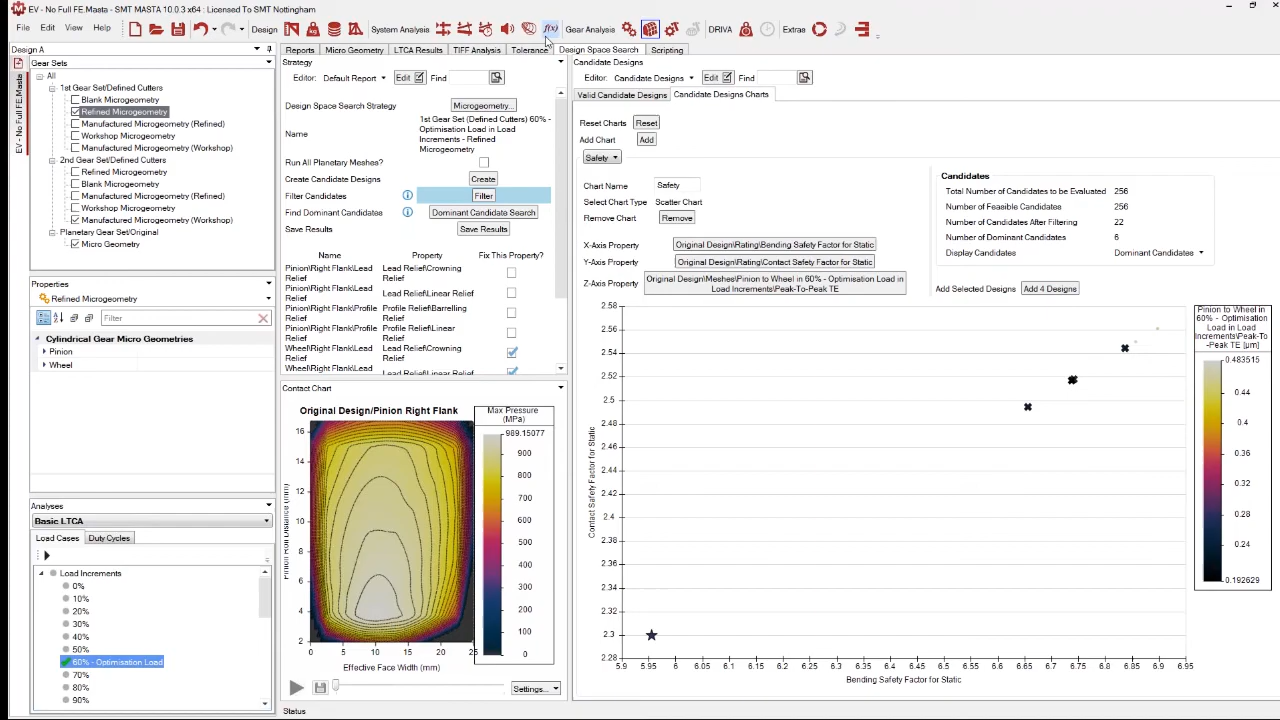 EV - No Full FE.Masta - SMT MASTA 10.0.3 x64 : Licensed To SMT Nottingham
File Edit View Help Design System Analysis f(x) Gear Analysis DRIVA Extras
Design A
EV - No Full FE.Masta
Gear Sets
All
1st Gear Set/Defined Cutters
Blank Microgeometry
Refined Microgeometry
Manufactured Microgeometry (Refined)
Workshop Microgeometry
Manufactured Microgeometry (Workshop)
2nd Gear Set/Defined Cutters
Refined Microgeometry
Blank Microgeometry
Manufactured Microgeometry (Refined)
Workshop Microgeometry
Manufactured Microgeometry (Workshop)
Planetary Gear Set/Original
Micro Geometry
Properties
Refined Microgeometry
Filter
Cylindrical Gear Micro Geometries
Pinion
Wheel
Analyses
Basic LTCA
Load Cases Duty Cycles
Load Increments
0%
10%
20%
30%
40%
50%
60% - Optimisation Load
70%
80%
90%
Reports Micro Geometry LTCA Results TIFF Analysis Tolerance Design Space Search Scripting
Strategy
Editor: Default Report Edit Find
Design Space Search Strategy Microgeometry...
Name
1st Gear Set (Defined Cutters) 60% -
Optimisation Load in Load
Increments - Refined
Microgeometry
Run All Planetary Meshes?
Create Candidate Designs Create
Filter Candidates Filter
Find Dominant Candidates Dominant Candidate Search
Save Results Save Results
Name Property Fix This Property?
Pinion\Right Flank\Lead Relief Lead Relief\Crowning Relief
Pinion\Right Flank\Lead Relief Lead Relief\Linear Relief
Pinion\Right Flank\Profile Relief Profile Relief\Barrelling Relief
Pinion\Right Flank\Profile Relief Profile Relief\Linear Relief
Wheel\Right Flank\Lead Relief Lead Relief\Crowning Relief
Wheel\Right Flank\Lead Lead Relief\Linear Relief
Contact Chart
Original Design/Pinion Right Flank
Max Pressure
(MPa)
989.15077
900
800
700
600
500
400
300
200
100
0
Pinion Roll Distance (mm)
16
14
12
10
8
6
4
2
0 5 10 15 20 25
Effective Face Width (mm)
Settings...
Status
Candidate Designs
Editor: Candidate Designs Edit Find
Valid Candidate Designs Candidate Designs Charts
Reset Charts Reset
Add Chart Add
Safety
Chart Name Safety
Select Chart Type Scatter Chart
Remove Chart Remove
X-Axis Property Original Design\Rating\Bending Safety Factor for Static
Y-Axis Property Original Design\Rating\Contact Safety Factor for Static
Z-Axis Property Original Design\Meshes\Pinion to Wheel in 60% - Optimisation Load in
Load Increments\Peak-To-Peak TE
Candidates
Total Number of Candidates to be Evaluated 256
Number of Feasible Candidates 256
Number of Candidates After Filtering 22
Number of Dominant Candidates 6
Display Candidates Dominant Candidates
Add Selected Designs Add 4 Designs
Contact Safety Factor for Static
2.58
2.56
2.54
2.52
2.5
2.48
2.46
2.44
2.42
2.4
2.38
2.36
2.34
2.32
2.3
2.28
5.9 5.95 6 6.05 6.1 6.15 6.2 6.25 6.3 6.35 6.4 6.45 6.5 6.55 6.6 6.65 6.7 6.75 6.8 6.85 6.9 6.95
Bending Safety Factor for Static
Pinion to Wheel in
60% - Optimisation
Load in Load
Increments\Peak-To
-Peak TE [µm]
0.483515
0.44
0.4
0.36
0.32
0.28
0.24
0.192629